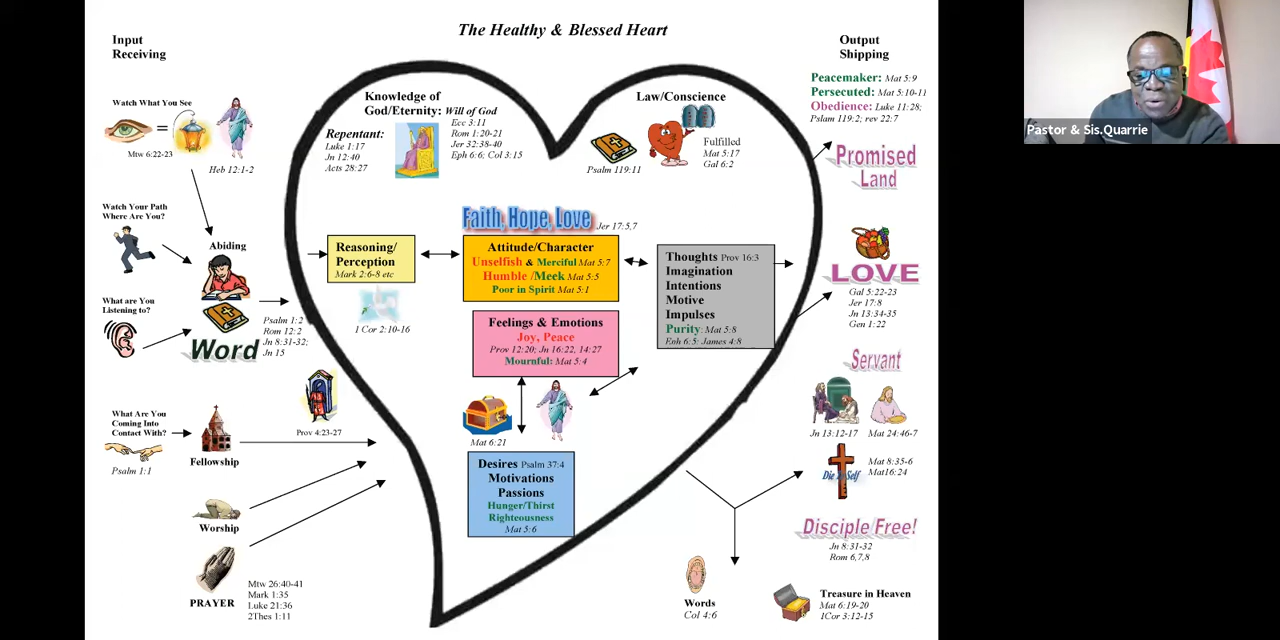 The Healthy & Blessed Heart
Input
Receiving
Watch What You See
=
Mtw 6:22-23
Heb 12:1-2
Watch Your Path
Where Are You?
Abiding
What are You
Listening to?
Word
Psalm 1:2
Rom 12:2
Jn 8:31-32;
Jn 15
Prov 4:23-27
What Are You
Coming Into
Contact With?
Psalm 1:1
Fellowship
Worship
PRAYER
Mtw 26:40-41
Mark 1:35
Luke 21:36
2Thes 1:11
Knowledge of
God/Eternity: Will of God
Ecc 3:11
Rom 1:20-21
Jer 32:38-40
Eph 6:6; Col 3:15
Repentant:
Luke 1:17
Jn 12:40
Acts 28:27
Law/Conscience
Psalm 119:11
Fulfilled
Mat 5:17
Gal 6:2
Faith, Hope, Love
Jer 17:5,7
Reasoning/
Perception
Mark 2:6-8 etc
1 Cor 2:10-16
Attitude/Character
Unselfish & Merciful Mat 5:7
Humble /Meek Mat 5:5
Poor in Spirit Mat 5:1
Feelings & Emotions
Joy, Peace
Prov 12:20; Jn 16:22, 14:27
Mournful: Mat 5:4
Mat 6:21
Desires Psalm 37:4
Motivations
Passions
Hunger/Thirst
Righteousness
Mat 5:6
Thoughts Prov 16:3
Imagination
Intentions
Motive
Impulses
Purity: Mat 5:8
Eph 6:5; James 4:8
Output
Shipping
Peacemaker: Mat 5:9
Persecuted: Mat 5:10-11
Obedience: Luke 11:28;
Pslam 119:2; rev 22:7
Promised
Land
LOVE
Gal 5:22-23
Jer 17:8
Jn 13:34-35
Gen 1:22
Servant
Jn 13:12-17
Mat 24:46-7
Die To Self
Mat 8:35-6
Mat16:24
Disciple/Free!
Jn 8:31-32
Rom 6,7,8
Words
Col 4:6
Treasure in Heaven
Mat 6:19-20
1Cor 3:12-15
Pastor & Sis.Quarrie